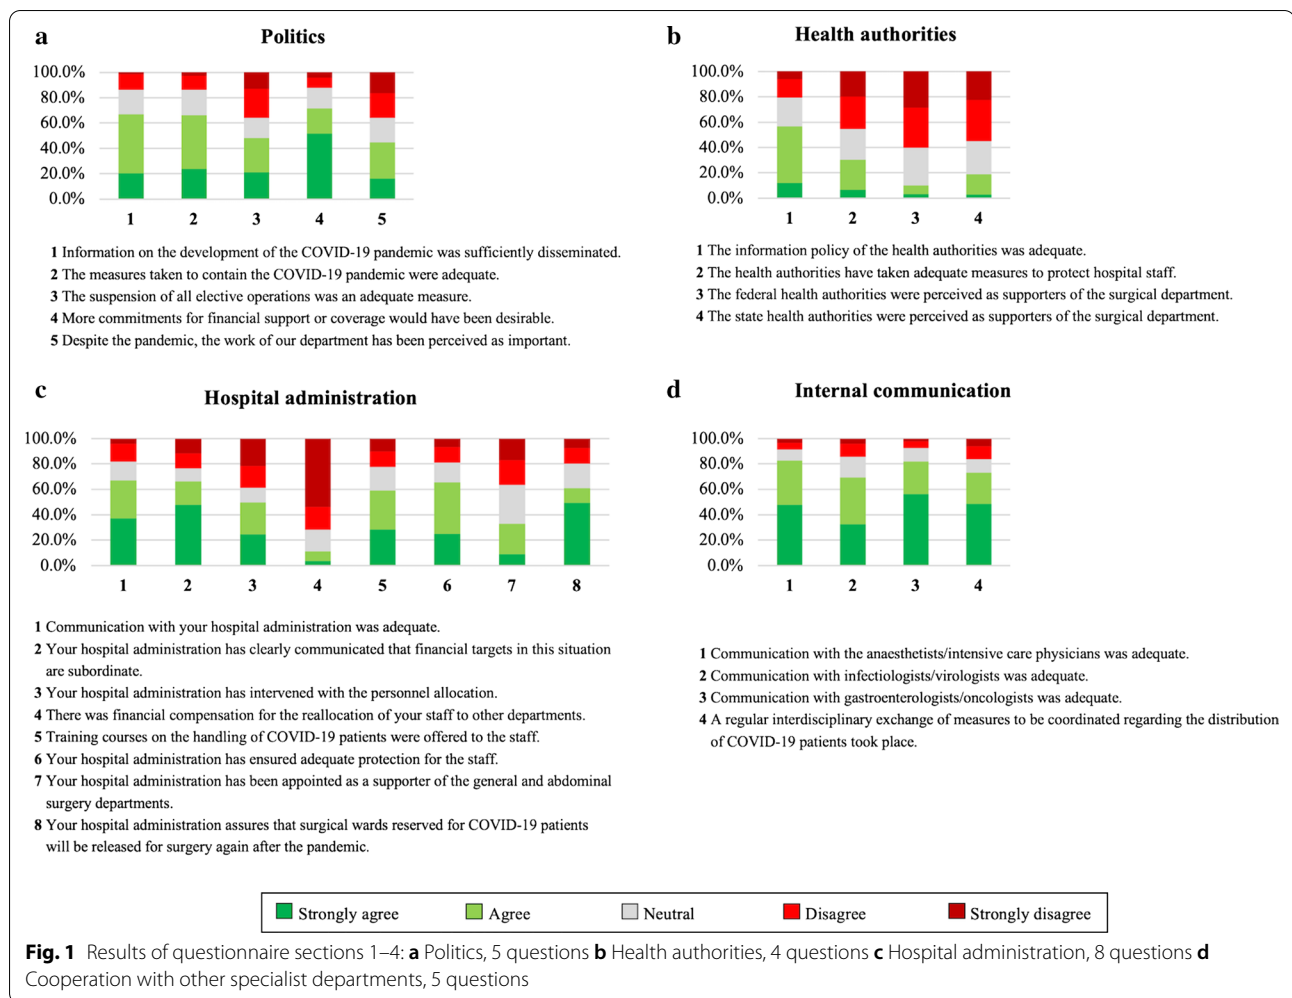 a
Politics
100.0%
80.0%
60.0%
40.0%
20.0%
0.0%
1 2 3 4 5
1 Information on the development of the COVID-19 pandemic was sufficiently disseminated.
2 The measures taken to contain the COVID-19 pandemic were adequate.
3 The suspension of all elective operations was an adequate measure.
4 More commitments for financial support or coverage would have been desirable.
5 Despite the pandemic, the work of our department has been perceived as important.
b
Health authorities
100.0%
80.0%
60.0%
40.0%
20.0%
0.0%
1 2 3 4
1 The information policy of the health authorities was adequate.
2 The health authorities have taken adequate measures to protect hospital staff.
3 The federal health authorities were perceived as supporters of the surgical department.
4 The state health authorities were perceived as supporters of the surgical department.
c
Hospital administration
100.0%
80.0%
60.0%
40.0%
20.0%
0.0%
1 2 3 4 5 6 7 8
1 Communication with your hospital administration was adequate.
2 Your hospital administration has clearly communicated that financial targets in this situation
are subordinate.
3 Your hospital administration has intervened with the personnel allocation.
4 There was financial compensation for the reallocation of your staff to other departments.
5 Training courses on the handling of COVID-19 patients were offered to the staff.
6 Your hospital administration has ensured adequate protection for the staff.
7 Your hospital administration has been appointed as a supporter of the general and abdominal
surgery departments.
8 Your hospital administration assures that surgical wards reserved for COVID-19 patients
will be released for surgery again after the pandemic.
d
Internal communication
100.0%
80.0%
60.0%
40.0%
20.0%
0.0%
1 2 3 4
1 Communication with the anaesthetists/intensive care physicians was adequate.
2 Communication with infectiologists/virologists was adequate.
3 Communication with gastroenterologists/oncologists was adequate.
4 A regular interdisciplinary exchange of measures to be coordinated regarding the distribution
of COVID-19 patients took place.
Strongly agree Agree Neutral Disagree Strongly disagree
Fig. 1 Results of questionnaire sections 1–4: a Politics, 5 questions b Health authorities, 4 questions c Hospital administration, 8 questions d
Cooperation with other specialist departments, 5 questions